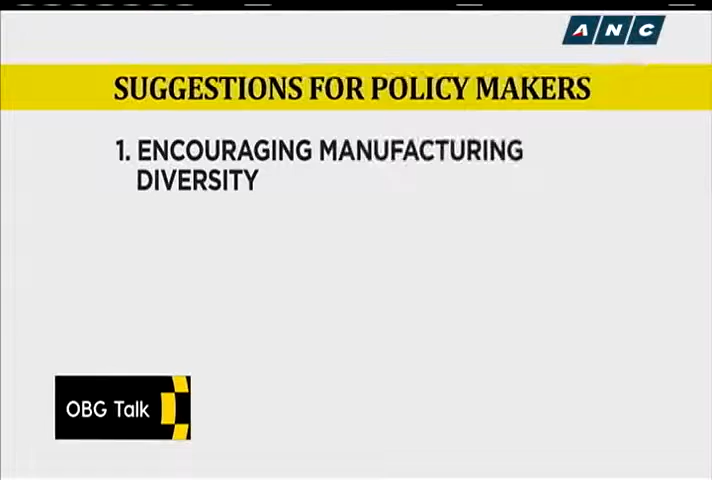 ANC
SUGGESTIONS FOR POLICY MAKERS
1. ENCOURAGING MANUFACTURING
DIVERSITY
OBG Talk